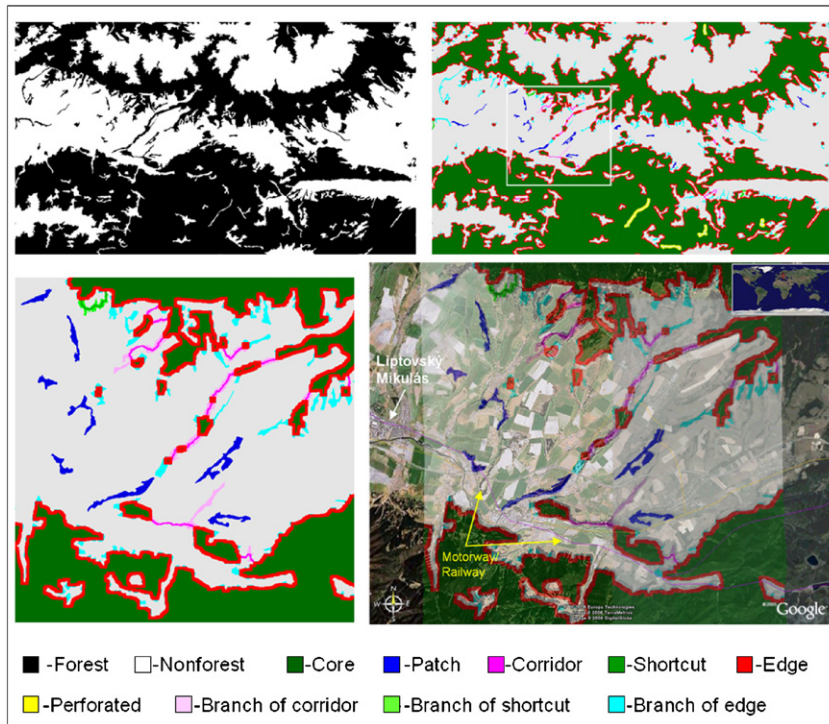 Liptovský
Mikulás
Motorway/
Railway
N
W
E
S
Google
-Forest
-Nonforest
-Core
-Patch
-Corridor
-Shortcut
-Edge
-Perforated
-Branch of corridor
-Branch of shortcut
-Branch of edge